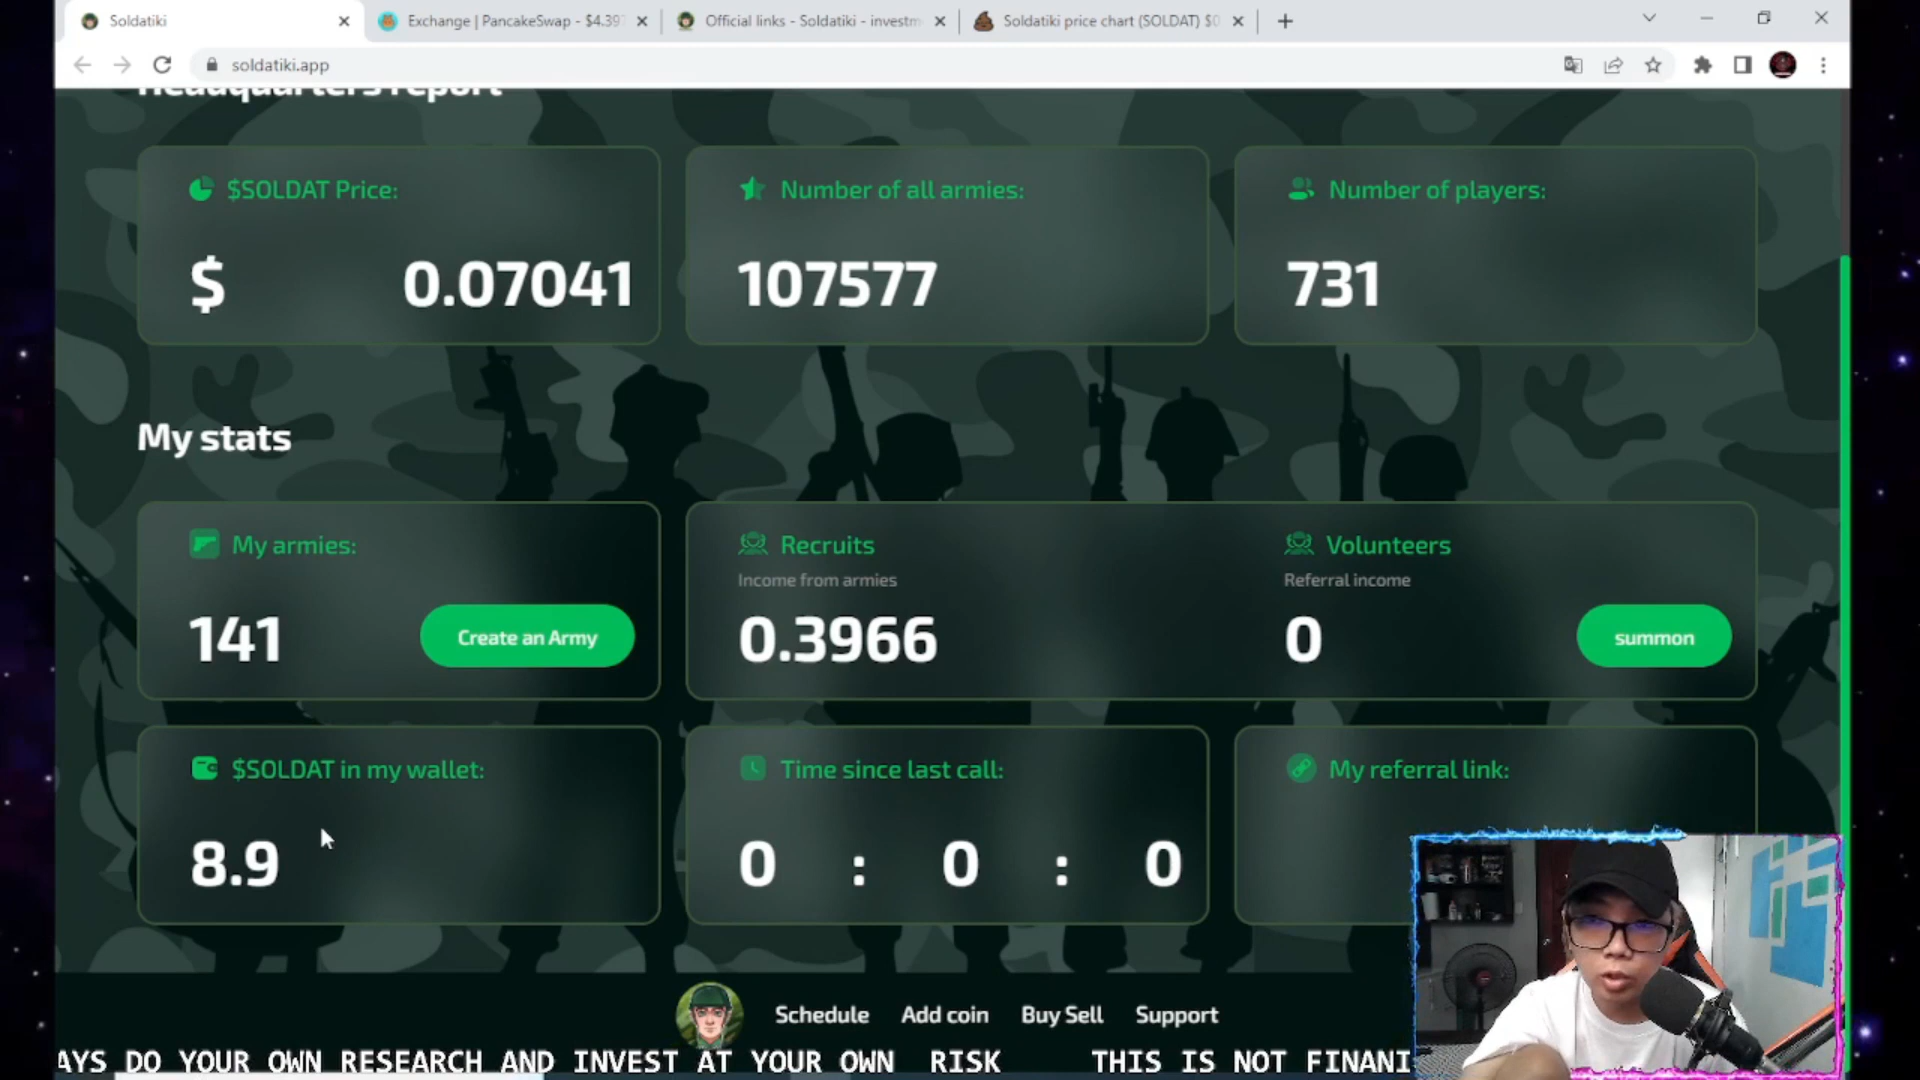 Soldatiki
Exchange | PancakeSwap - $4.39
Official links - Soldatiki - investm
Soldatiki price chart (SOLDAT) $0
soldatiki.app
Headquarters report
$SOLDAT Price:
Number of all armies:
Number of players:
$ 0.07041
107577
731
My stats
My armies:
Recruits
Volunteers
Income from armies
Referral income
141
Create an Army
0.3966
0
summon
$SOLDAT in my wallet:
Time since last call:
My referral link:
8.9
0 : 0 : 0
Schedule
Add coin
Buy Sell
Support
AYS DO YOUR OWN RESEARCH AND INVEST AT YOUR OWN RISK THIS IS NOT FINANI